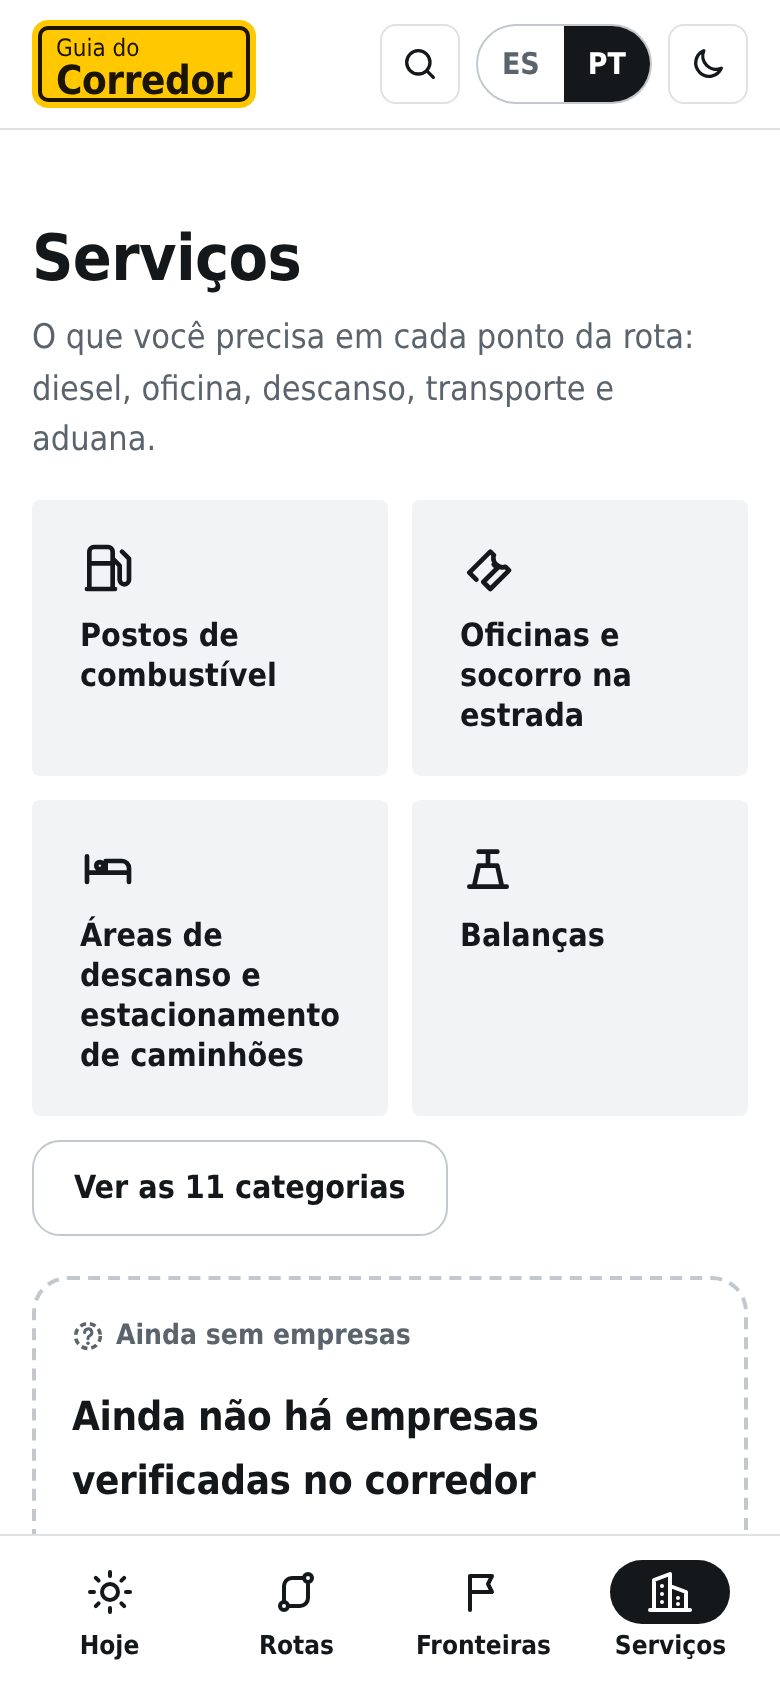 Guia do
Corredor
ES PT
Serviços
O que você precisa em cada ponto da rota:
diesel, oficina, descanso, transporte e
aduana.
Postos de
combustível
Oficinas e
socorro na
estrada
Áreas de
descanso e
estacionamento
de caminhões
Balanças
Ver as 11 categorias
Ainda sem empresas
Ainda não há empresas
verificadas no corredor
Hoje
Rotas
Fronteiras
Serviços